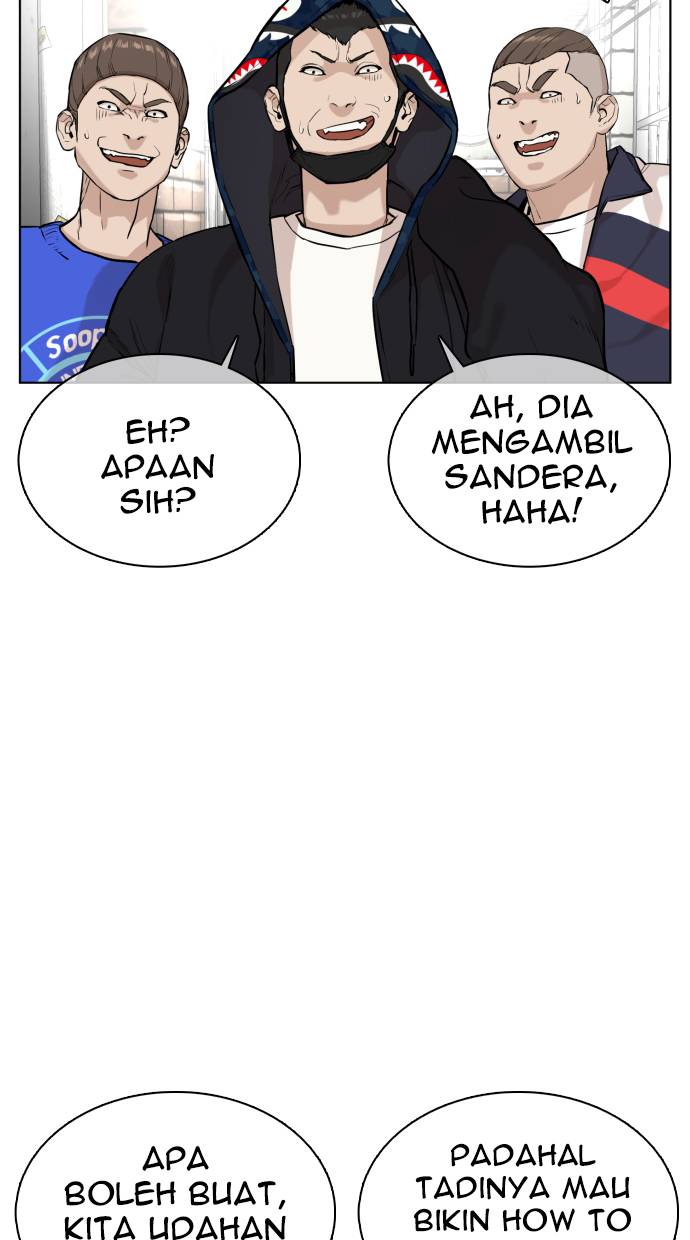 Soop
EH?
APAAN
SIH?
AH, DIA
MENGAMBIL
SANDERA,
HAHA!
APA
BOLEH BUAT,
KITA UDAHAN
PADAHAL
TADINYA MAU
BIKIN HOW TO